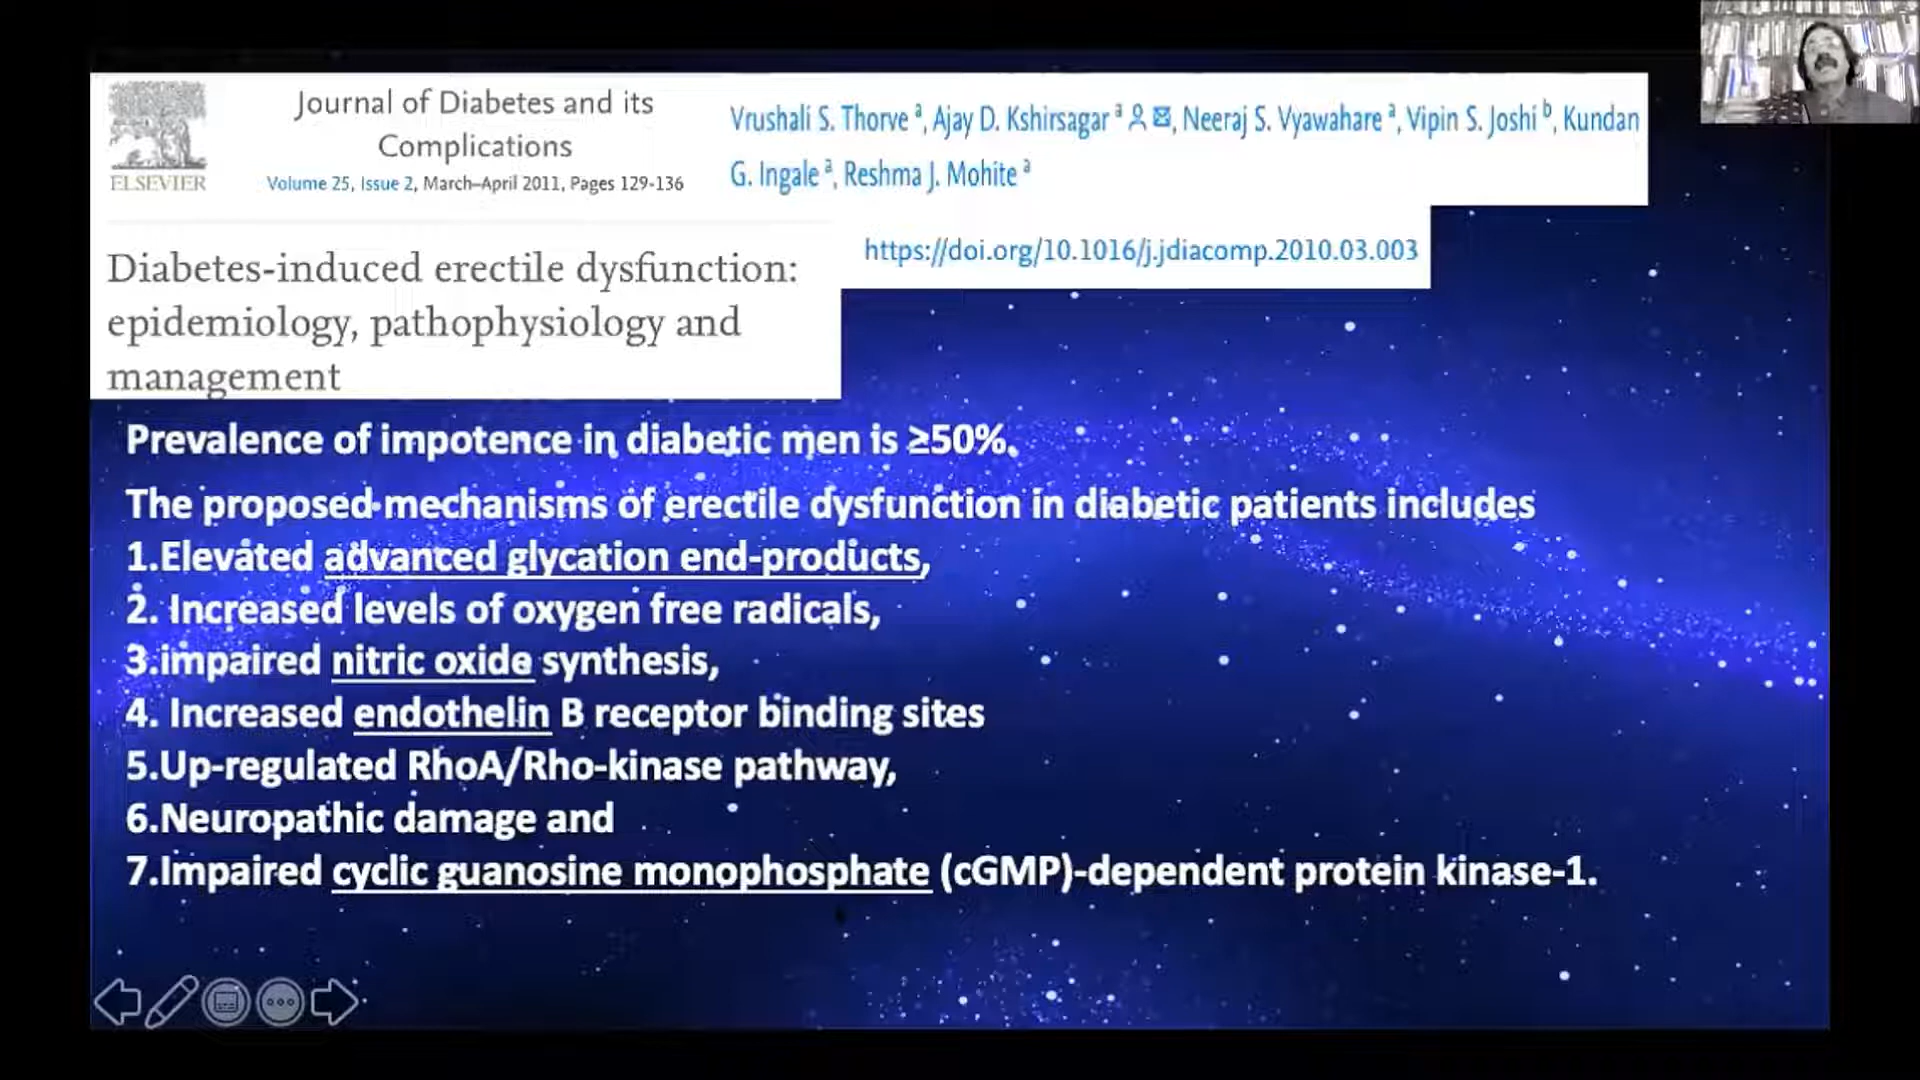 ELSEVIER
Journal of Diabetes and its
Complications
Volume 25, Issue 2, March–April 2011, Pages 129-136
Vrushali S. Thorve a, Ajay D. Kshirsagar a, Neeraj S. Vyawahare a, Vipin S. Joshi b, Kundan
G. Ingale a, Reshma J. Mohite a
https://doi.org/10.1016/j.jdiacomp.2010.03.003
Diabetes-induced erectile dysfunction:
epidemiology, pathophysiology and
management
Prevalence of impotence in diabetic men is ≥50%.
The proposed mechanisms of erectile dysfunction in diabetic patients includes
1.Elevated advanced glycation end-products,
2. Increased levels of oxygen free radicals,
3.impaired nitric oxide synthesis,
4. Increased endothelin B receptor binding sites
5.Up-regulated RhoA/Rho-kinase pathway,
6.Neuropathic damage and
7.Impaired cyclic guanosine monophosphate (cGMP)-dependent protein kinase-1.